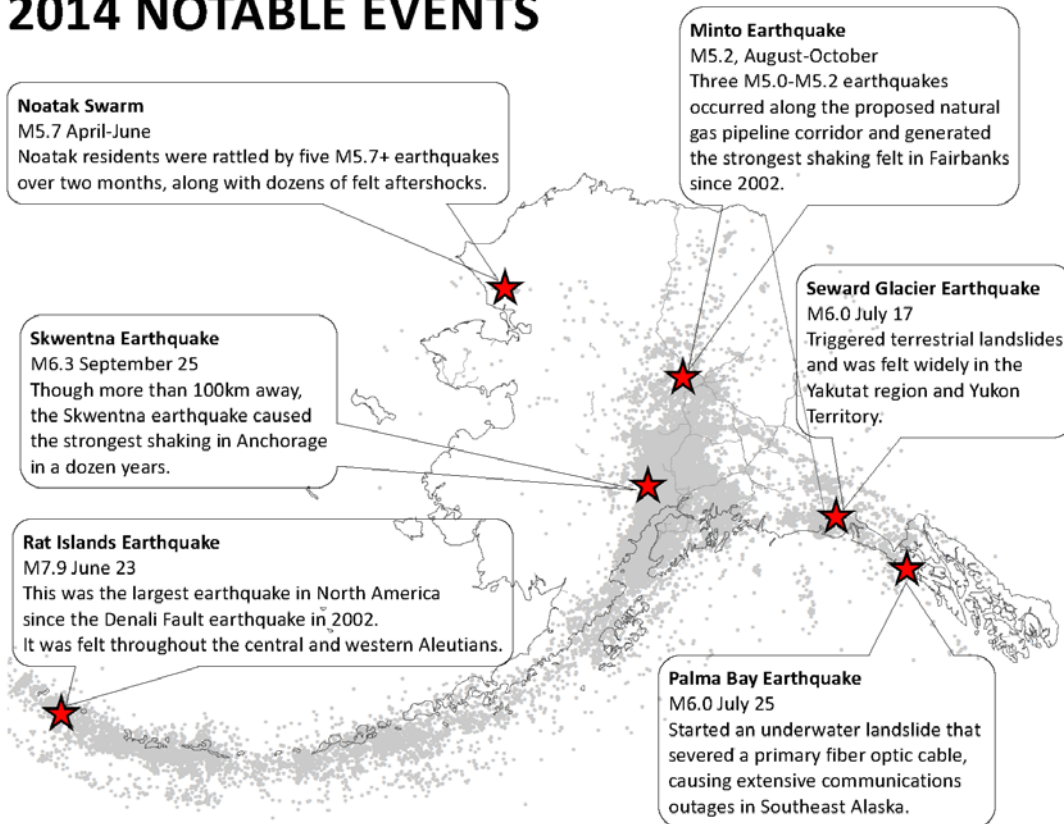 2014 NOTABLE EVENTS
Minto Earthquake
M5.2, August-October
Three M5.0-M5.2 earthquakes
occurred along the proposed natural
gas pipeline corridor and generated
the strongest shaking felt in Fairbanks
since 2002.
Noatak Swarm
M5.7 April-June
Noatak residents were rattled by five M5.7+ earthquakes
over two months, along with dozens of felt aftershocks.
Seward Glacier Earthquake
M6.0 July 17
Triggered terrestrial landslides
and was felt widely in the
Yakutat region and Yukon
Territory.
Skwentna Earthquake
M6.3 September 25
Though more than 100km away,
the Skwentna earthquake caused
the strongest shaking in Anchorage
in a dozen years.
Rat Islands Earthquake
M7.9 June 23
This was the largest earthquake in North America
since the Denali Fault earthquake in 2002.
It was felt throughout the central and western Aleutians.
Palma Bay Earthquake
M6.0 July 25
Started an underwater landslide that
severed a primary fiber optic cable,
causing extensive communications
outages in Southeast Alaska.